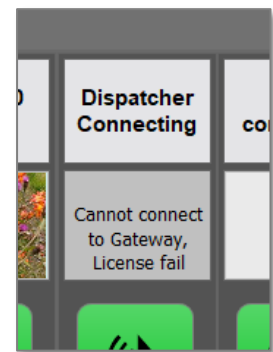 Dispatcher
Connecting
Cannot connect
to Gateway,
License fail